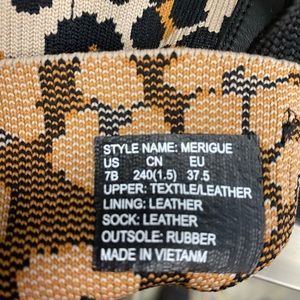 STYLE NAME: MERIGUE
US CN EU
7B 240(1.5) 37.5
UPPER: TEXTILE/LEATHER
LINING: LEATHER
SOCK: LEATHER
OUTSOLE: RUBBER
MADE IN VIETANM